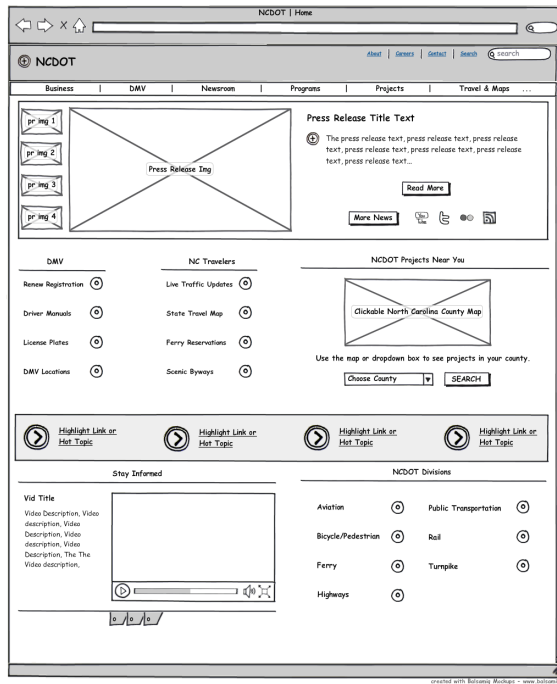 NCDOT | Home
NCDOT
About | Careers | Contact | Search
search
Business | DMV | Newsroom | Programs | Projects | Travel & Maps ...
pr img 1
pr img 2
pr img 3
pr img 4
Press Release Img
Press Release Title Text
The press release text, press release text, press release
text, press release text, press release text, press release
text, press release text...
Read More
More News
You
Tube
DMV
Renew Registration
Driver Manuals
License Plates
DMV Locations
NC Travelers
Live Traffic Updates
State Travel Map
Ferry Reservations
Scenic Byways
NCDOT Projects Near You
Clickable North Carolina County Map
Use the map or dropdown box to see projects in your county.
Choose County
SEARCH
Highlight Link or
Hot Topic
Highlight Link or
Hot Topic
Highlight Link or
Hot Topic
Highlight Link or
Hot Topic
Stay Informed
Vid Title
Video Description, Video
description, Video
Description, Video
description, Video
Description, The The
Video description,
NCDOT Divisions
Aviation
Bicycle/Pedestrian
Ferry
Highways
Public Transportation
Rail
Turnpike
created with Balsamiq Mockups - www.balsami